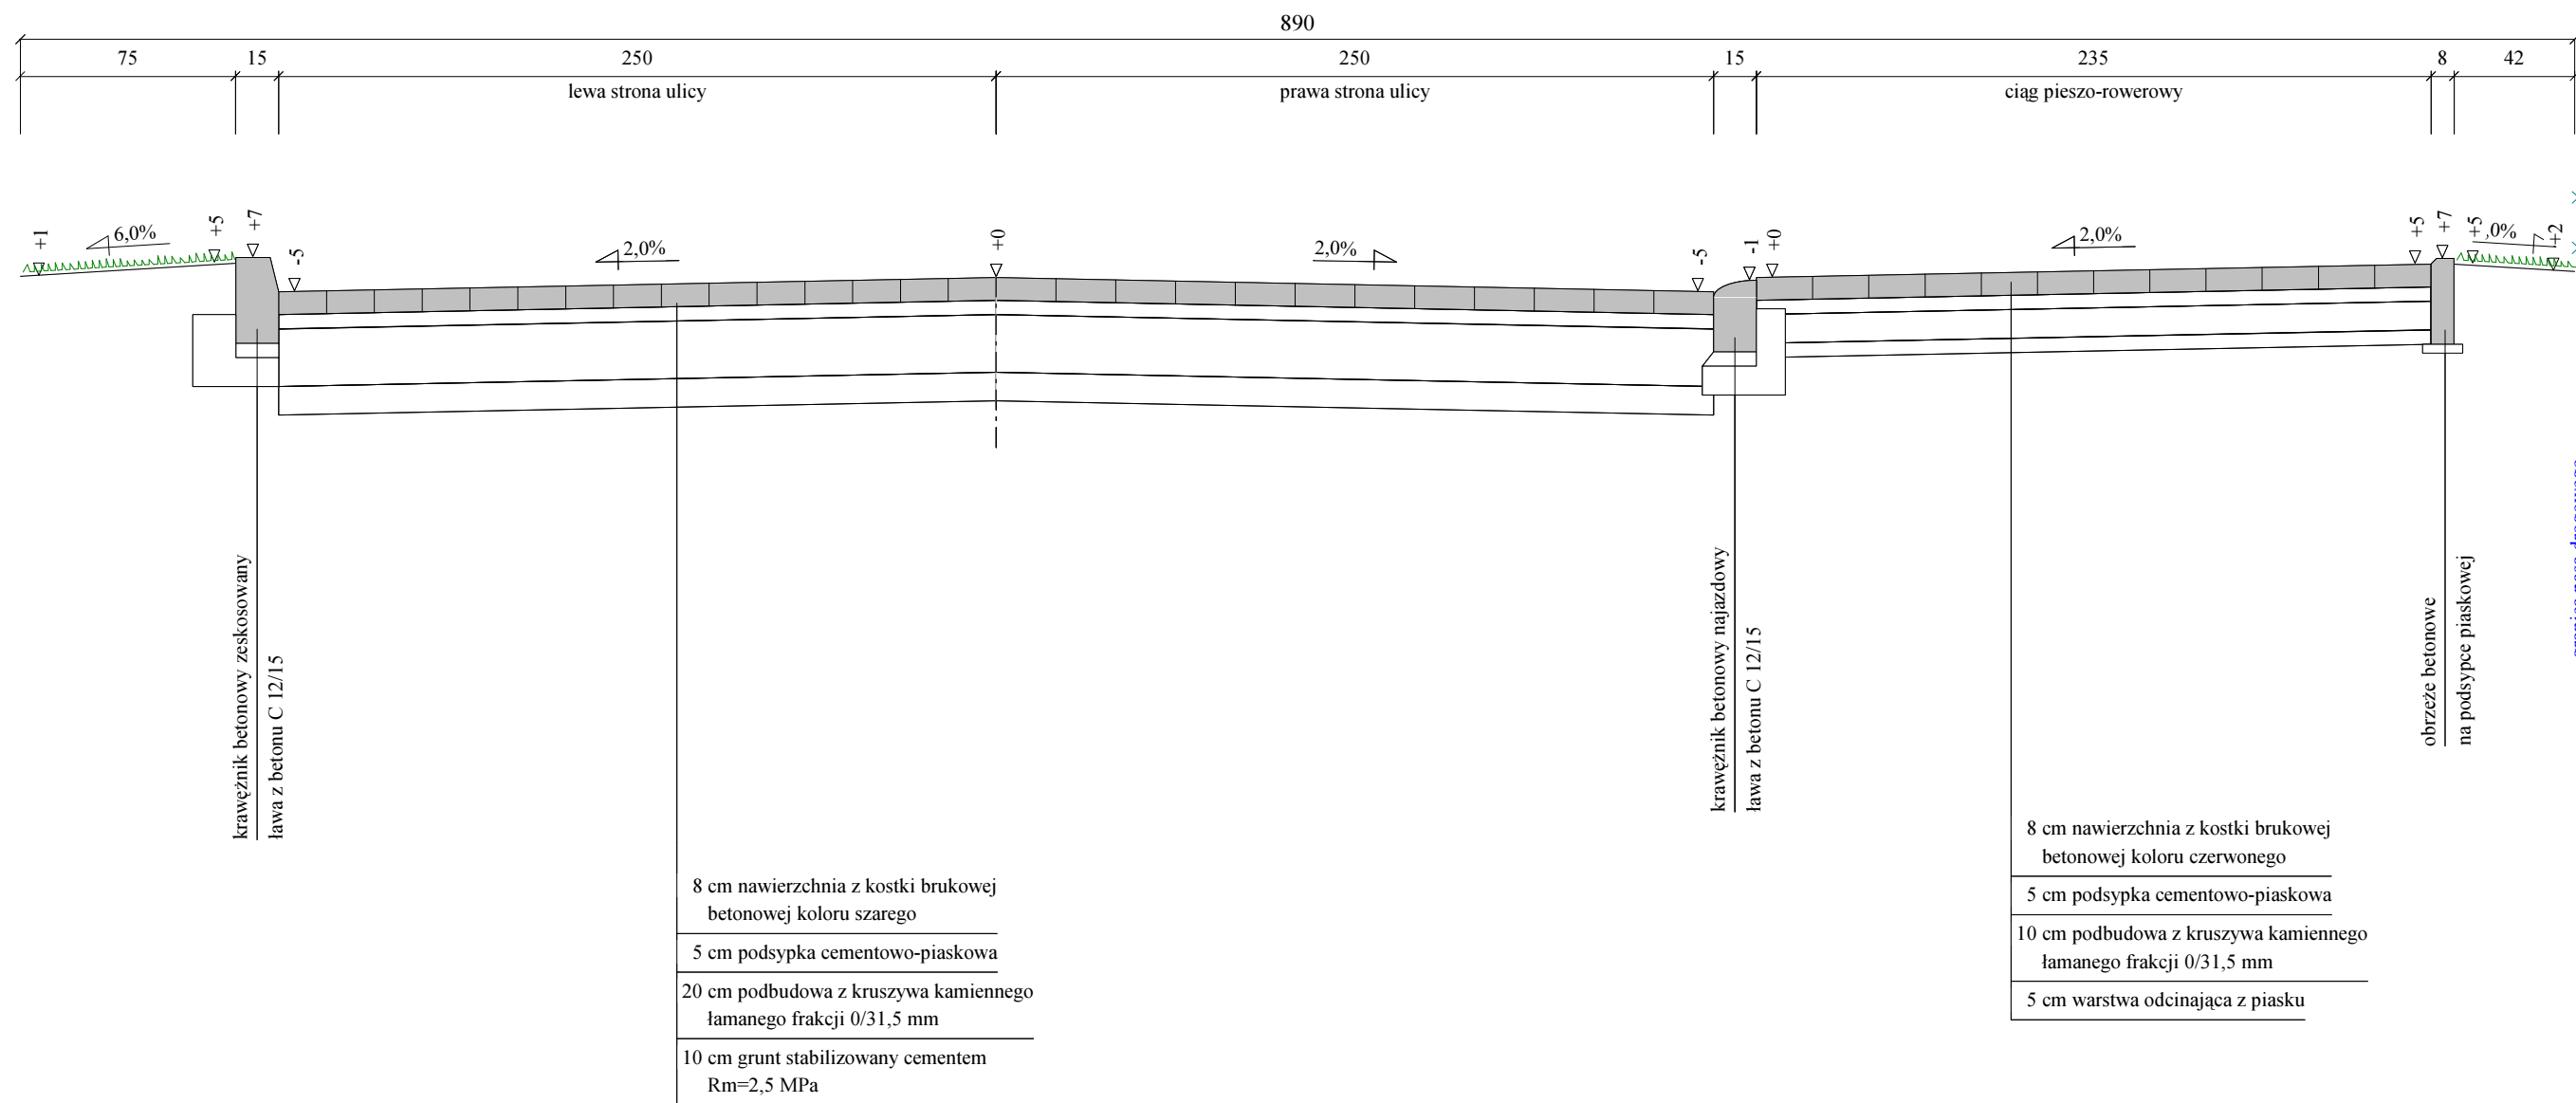 890
75 15 250 250 15 235 8 42
lewa strona ulicy prawa strona ulicy ciąg pieszo-rowerowy
+1 6,0% +5 +7 -5 2,0% +0 2,0% -5 -1 +0 2,0% +5 +7 +5 ,0% +2
krawężnik betonowy zeskosowany
ława z betonu C 12/15
krawężnik betonowy najazdowy
ława z betonu C 12/15
obrzeże betonowe
na podsypce piaskowej
8 cm nawierzchnia z kostki brukowej
betonowej koloru szarego
5 cm podsypka cementowo-piaskowa
20 cm podbudowa z kruszywa kamiennego
łamanego frakcji 0/31,5 mm
10 cm grunt stabilizowany cementem
Rm=2,5 MPa
8 cm nawierzchnia z kostki brukowej
betonowej koloru czerwonego
5 cm podsypka cementowo-piaskowa
10 cm podbudowa z kruszywa kamiennego
łamanego frakcji 0/31,5 mm
5 cm warstwa odcinająca z piasku